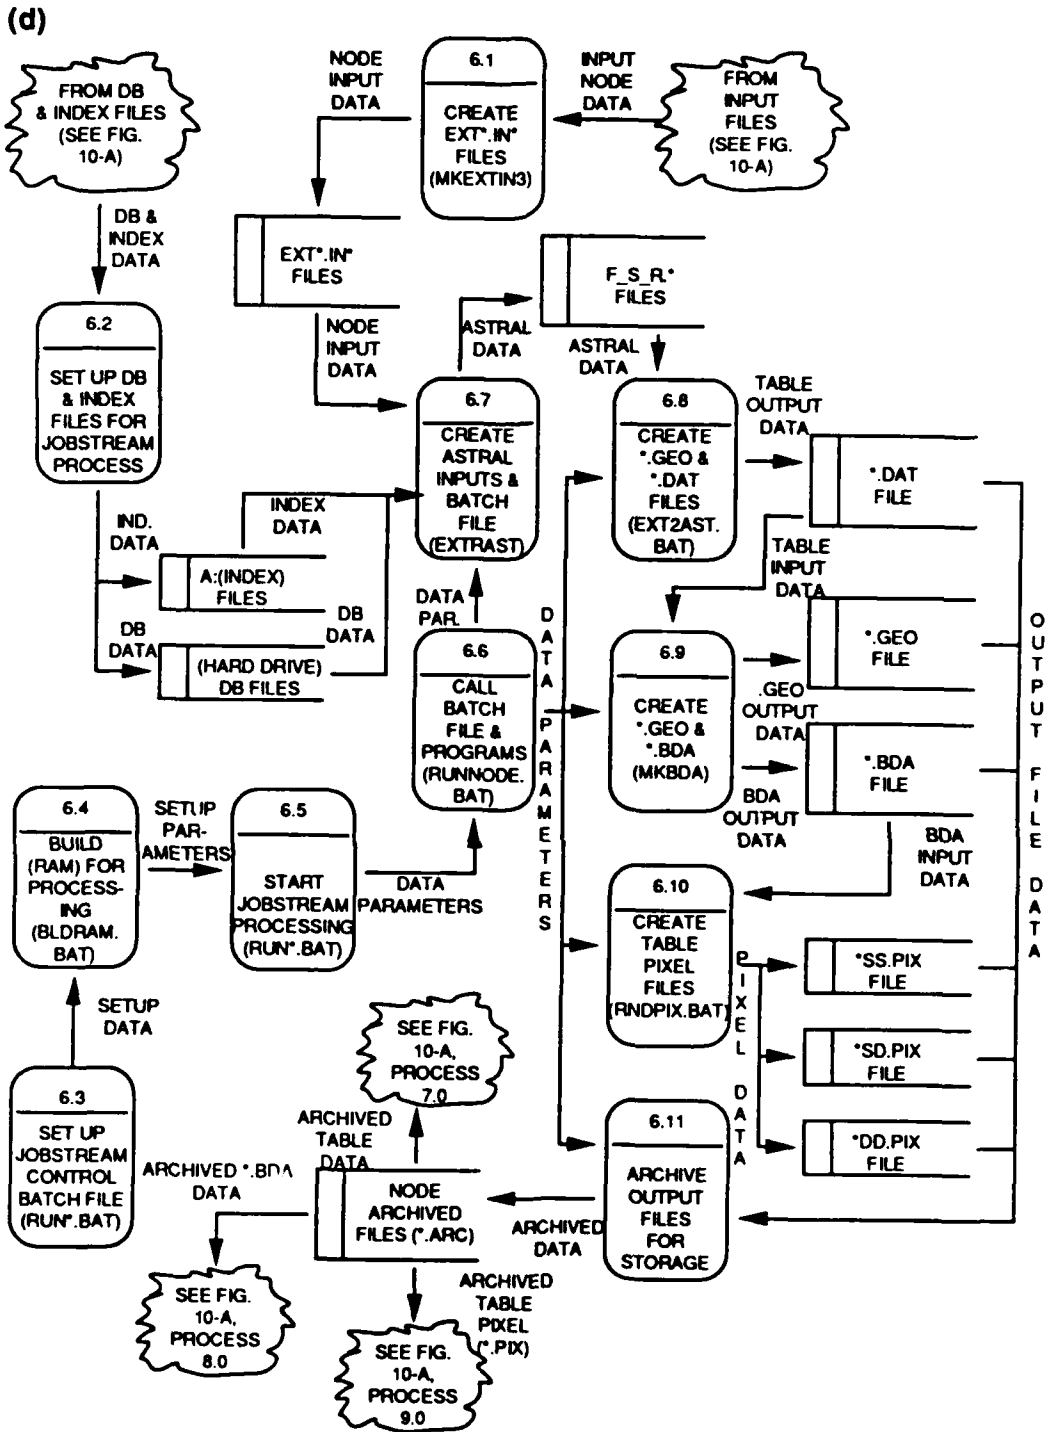 (d)
FROM DB
& INDEX FILES
(SEE FIG.
10-A)
NODE
INPUT
DATA
6.1
CREATE
EXT*.IN*
FILES
(MKEXTIN3)
INPUT
NODE
DATA
FROM
INPUT
FILES
(SEE FIG.
10-A)
DB &
INDEX
DATA
EXT*.IN*
FILES
F_S_R.*
FILES
6.2
SET UP DB
& INDEX
FILES FOR
JOBSTREAM
PROCESS
NODE
INPUT
DATA
ASTRAL
DATA
ASTRAL
DATA
6.7
CREATE
ASTRAL
INPUTS &
BATCH
FILE
(EXTRAST)
6.8
CREATE
*.GEO &
*.DAT
FILES
(EXT2AST.
BAT)
TABLE
OUTPUT
DATA
*.DAT
FILE
IND.
DATA
INDEX
DATA
A:(INDEX)
FILES
DB
DATA
(HARD DRIVE)
DB FILES
DB
DATA
DATA
PAR.
TABLE
INPUT
DATA
6.6
CALL
BATCH
FILE &
PROGRAMS
(RUNNODE.
BAT)
DATA PARAMETERS
6.9
CREATE
*.GEO &
*.BDA
(MKBDA)
*.GEO
FILE
.GEO
OUTPUT
DATA
*.BDA
FILE
BDA
OUTPUT
DATA
OUTPUT FILE DATA
6.4
BUILD
(RAM) FOR
PROCESS-
ING
(BLDRAM.
BAT)
SETUP
PAR-
AMETERS
6.5
START
JOBSTREAM
PROCESSING
(RUN*.BAT)
DATA
PARAMETERS
BDA
INPUT
DATA
6.10
CREATE
TABLE
PIXEL
FILES
(RNDPIX.BAT)
PIXEL DATA
*SS.PIX
FILE
*SD.PIX
FILE
*DD.PIX
FILE
SETUP
DATA
6.3
SET UP
JOBSTREAM
CONTROL
BATCH FILE
(RUN*.BAT)
SEE FIG.
10-A,
PROCESS
7.0
ARCHIVED
TABLE
DATA
ARCHIVED *.BDA
DATA
NODE
ARCHIVED
FILES (*.ARC)
ARCHIVED
DATA
6.11
ARCHIVE
OUTPUT
FILES
FOR
STORAGE
SEE FIG.
10-A,
PROCESS
8.0
ARCHIVED
TABLE
PIXEL
(*.PIX)
SEE FIG.
10-A,
PROCESS
9.0